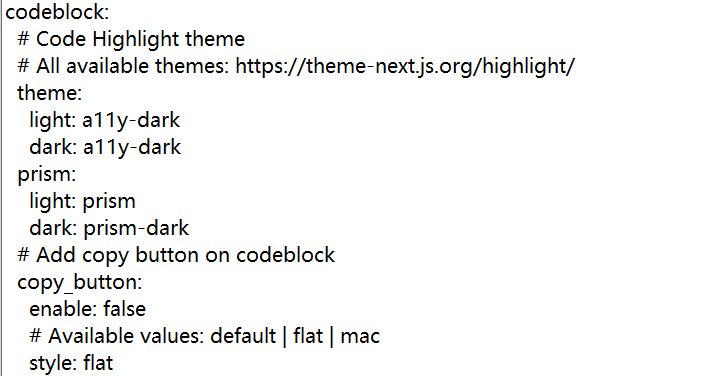 codeblock:
  # Code Highlight theme
  # All available themes: https://theme-next.js.org/highlight/
  theme:
    light: a11y-dark
    dark: a11y-dark
  prism:
    light: prism
    dark: prism-dark
  # Add copy button on codeblock
  copy_button:
    enable: false
    # Available values: default | flat | mac
    style: flat